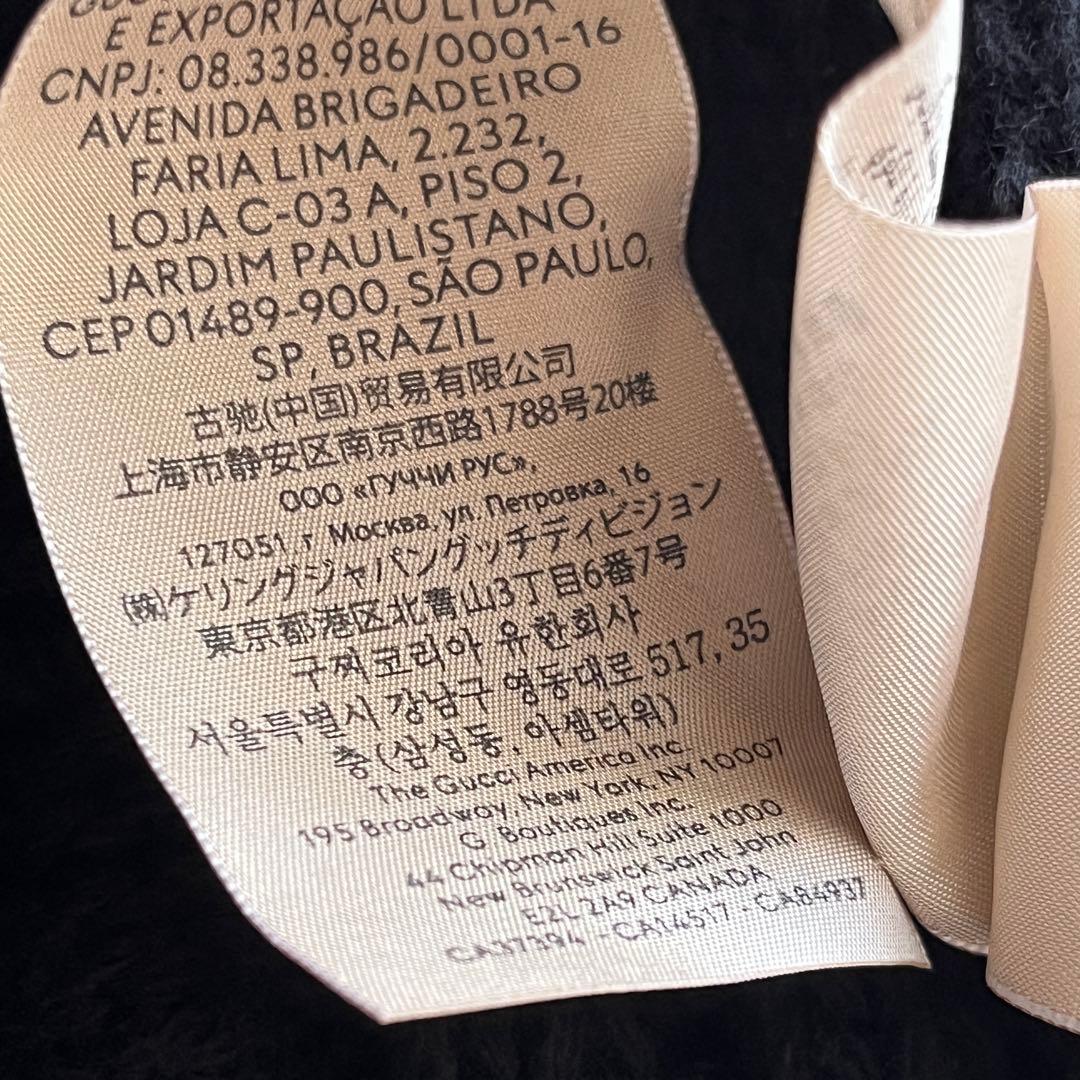 E EXPORTAÇÃO LTDA
CNPJ: 08.338.986/0001-16
AVENIDA BRIGADEIRO
FARIA LIMA, 2.232,
LOJA C-03 A, PISO 2,
JARDIM PAULISTANO,
CEP 01489-900, SÃO PAULO,
SP, BRAZIL
古驰(中国)贸易有限公司
上海市静安区南京西路1788号20楼
ООО «ГУЧЧИ РУС»,
127051, г Москва, ул. Петровка, 16
㈱ケリングジャパングッチディビジョン
東京都港区北青山3丁目6番7号
구찌코리아 유한회사
서울특별시 강남구 영동대로 517, 35
층(삼성동, 아셈타워)
The Gucci America Inc.
195 Broadway New York, NY 10007
G Boutiques Inc.
44 Chipman Hill Suite 1000
New Brunswick Saint John
E2L 2A9 CANADA
CA37394 - CA14517 - CA84937